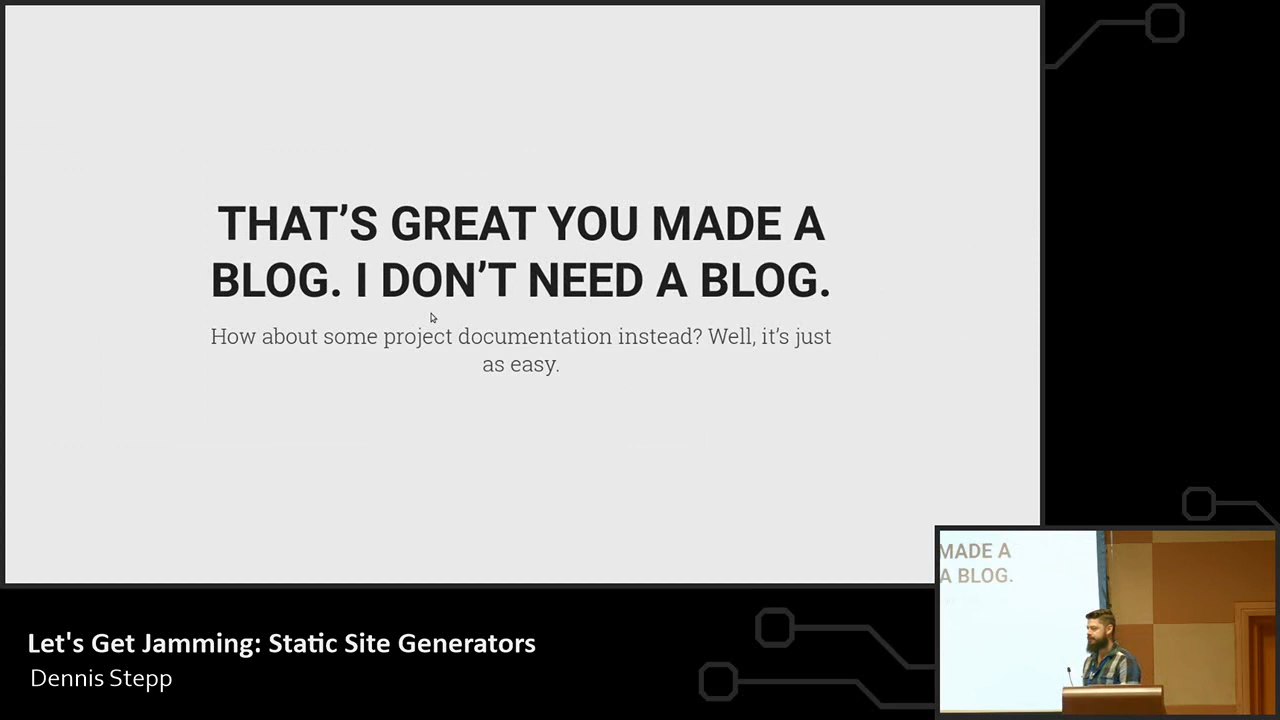 THAT’S GREAT YOU MADE A
BLOG. I DON’T NEED A BLOG.
How about some project documentation instead? Well, it’s just
as easy.
MADE A
A BLOG.
Let's Get Jamming: Static Site Generators
Dennis Stepp